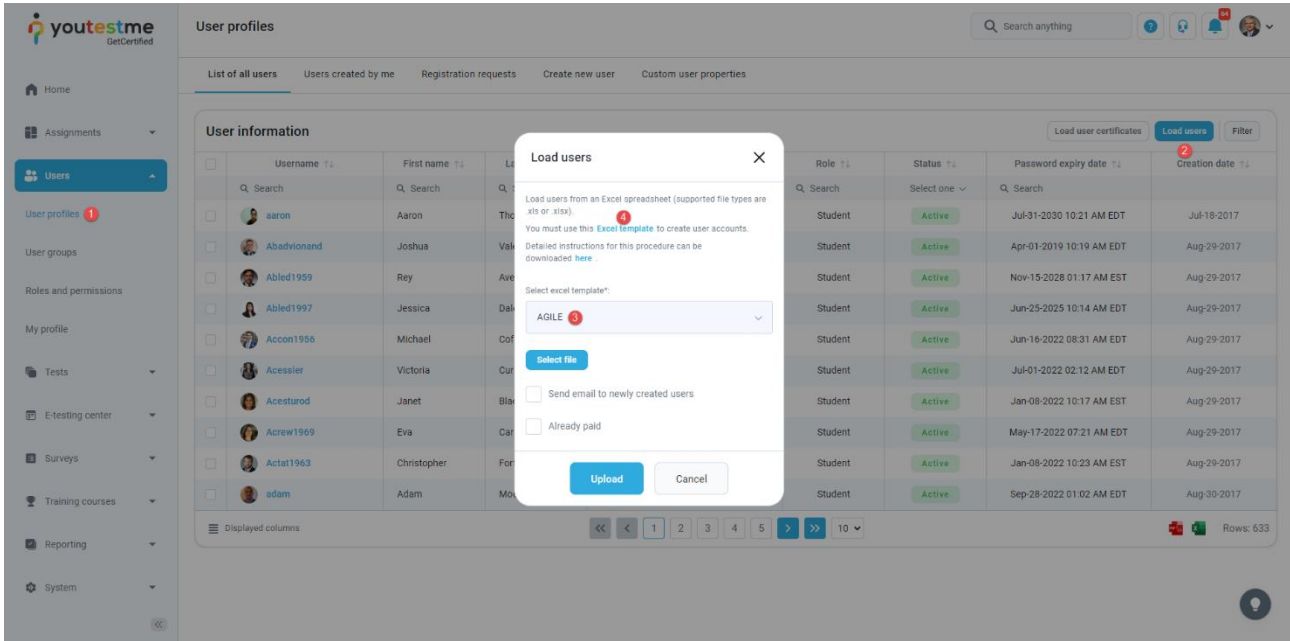 youtestme
GetCertified
User profiles
Search anything
?
94
Home
Assignments
Users
User profiles 1
User groups
Roles and permissions
My profile
Tests
E-testing center
Surveys
Training courses
Reporting
System
List of all users Users created by me Registration requests Create new user Custom user properties
User information
Load user certificates Load users Filter
2
Username First name Role Status Password expiry date Creation date
Search Search Search Select one Search
aaron Aaron Tho Student Active Jul-31-2030 10:21 AM EDT Jul-18-2017
Abadvionand Joshua Student Active Apr-01-2019 10:19 AM EDT Aug-29-2017
Abled1959 Rey Ave Student Active Nov-15-2028 01:17 AM EST Aug-29-2017
Abled1997 Jessica Student Active Jun-25-2025 10:14 AM EDT Aug-29-2017
Accon1956 Michael Student Active Jun-16-2022 08:31 AM EDT Aug-29-2017
Acessier Victoria Cur Student Active Jul-01-2022 02:12 AM EDT Aug-29-2017
Acesturod Janet Student Active Jan-08-2022 10:17 AM EST Aug-29-2017
Acrew1969 Eva Car Student Active May-17-2022 07:21 AM EDT Aug-29-2017
Actat1963 Christopher For Student Active Jan-08-2022 10:23 AM EST Aug-29-2017
adam Adam Student Active Sep-28-2022 01:02 AM EDT Aug-30-2017
Displayed columns
1 2 3 4 5 10
Rows: 633
Load users
Load users from an Excel spreadsheet (supported file types are
.xls or .xlsx).
4
You must use this Excel template to create user accounts.
Detailed instructions for this procedure can be
downloaded here .
Select excel template*:
AGILE 3
Select file
Send email to newly created users
Already paid
Upload Cancel